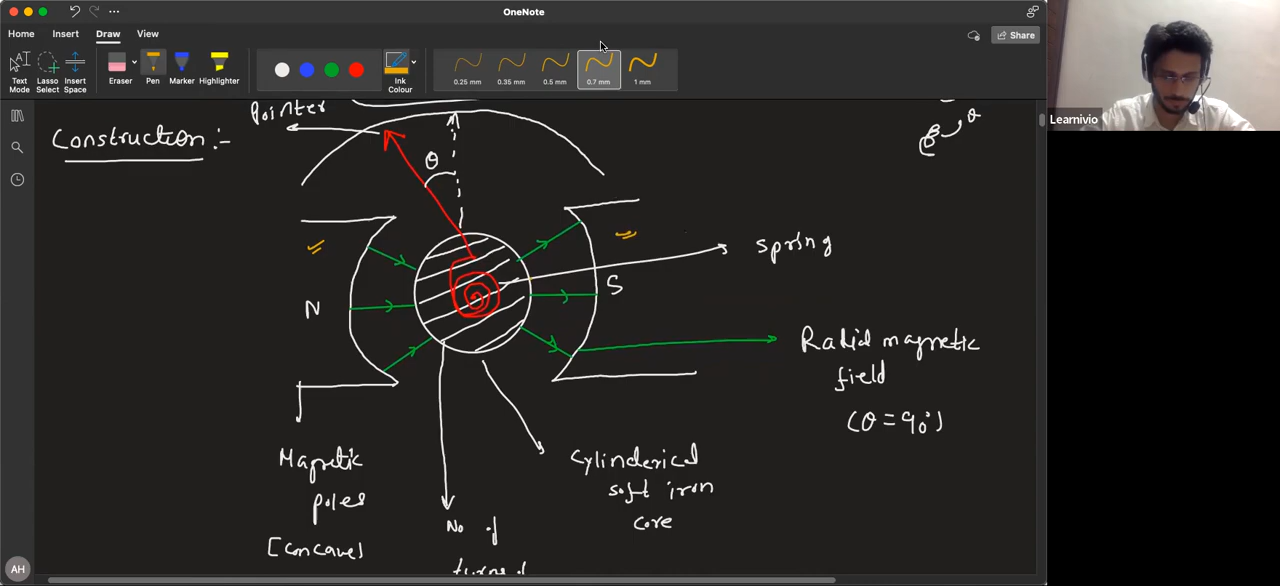 OneNote
Home Insert Draw View
Share
Text Mode
Lasso Select
Insert Space
Eraser
Pen
Marker
Highlighter
Ink Colour
0.25 mm
0.35 mm
0.5 mm
0.7 mm
1 mm
Learnivio
Pointer
Construction :-
θ
θ
spring
N
S
Radial magnetic
field
(θ = 90°)
Magnetic
poles
[concave]
Cylinderical
soft iron
core
No of
turns
AH